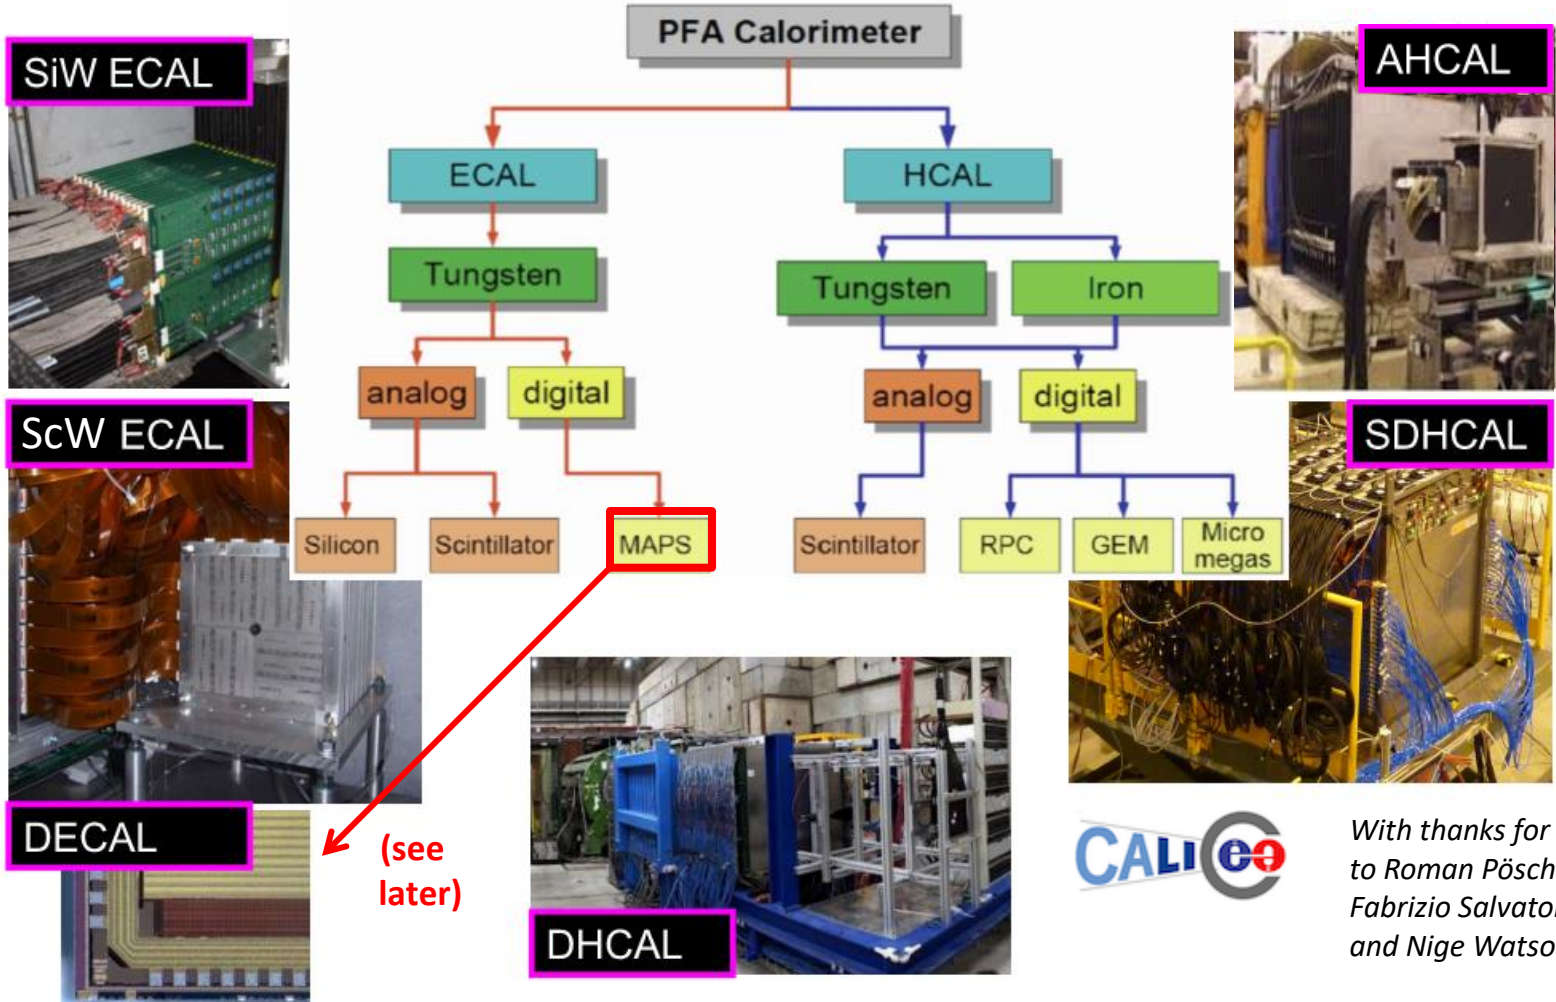 PFA Calorimeter
SiW ECAL
AHCAL
ECAL
HCAL
Tungsten
Tungsten
Iron
analog
digital
analog
digital
ScW ECAL
SDHCAL
Silicon
Scintillator
MAPS
Scintillator
RPC
GEM
Micro
megas
DECAL
(see
later)
DHCAL
CALICE
With thanks for
to Roman Pösch
Fabrizio Salvato
and Nige Watso